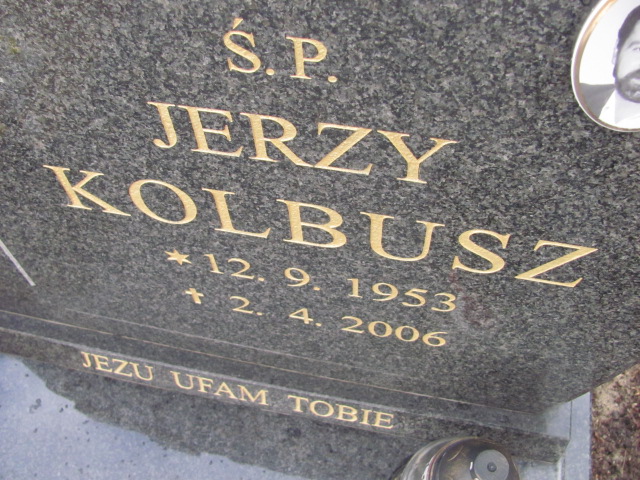 Ś.P.
JERZY
KOLBUSZ
* 12. 9. 1953
✝ 2. 4. 2006
JEZU UFAM TOBIE